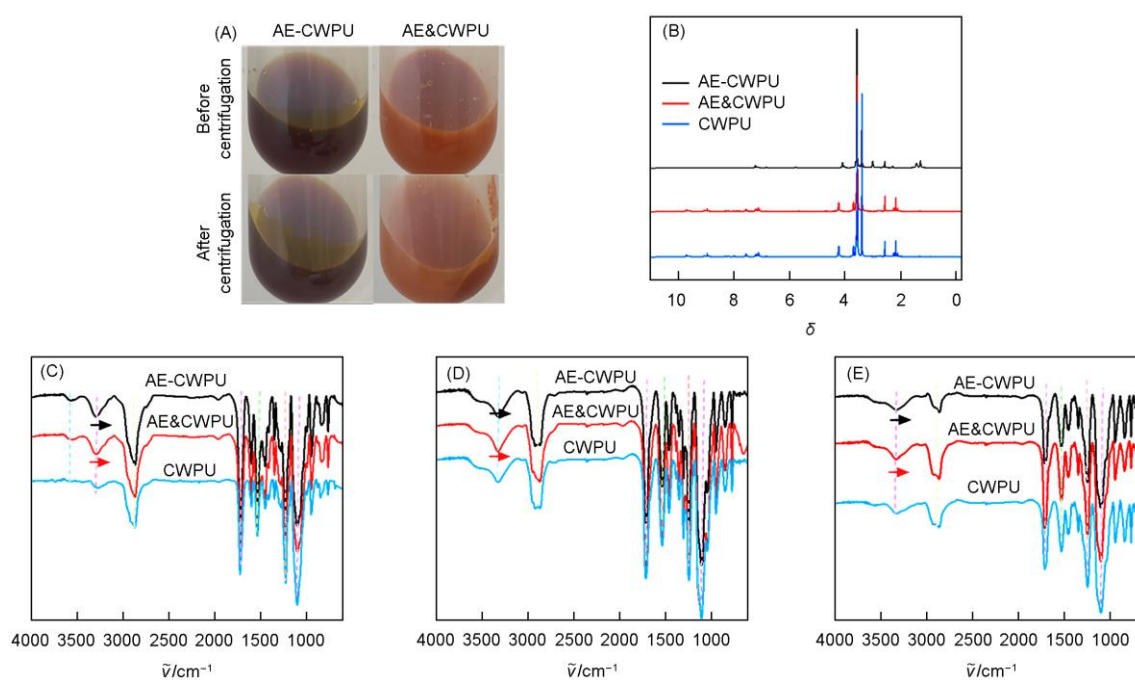 (A)
AE-CWPU
AE&CWPU
Before
centrifugation
After
centrifugation
(B)
AE-CWPU
AE&CWPU
CWPU
10
8
6
4
2
0
δ
(C)
AE-CWPU
AE&CWPU
CWPU
4000 3000 2500 2000 1500 1000
ṽ/cm⁻¹
(D)
AE-CWPU
AE&CWPU
CWPU
4000 3000 2500 2000 1500 1000
ṽ/cm⁻¹
(E)
AE-CWPU
AE&CWPU
CWPU
4000 3000 2500 2000 1500 1000
ṽ/cm⁻¹